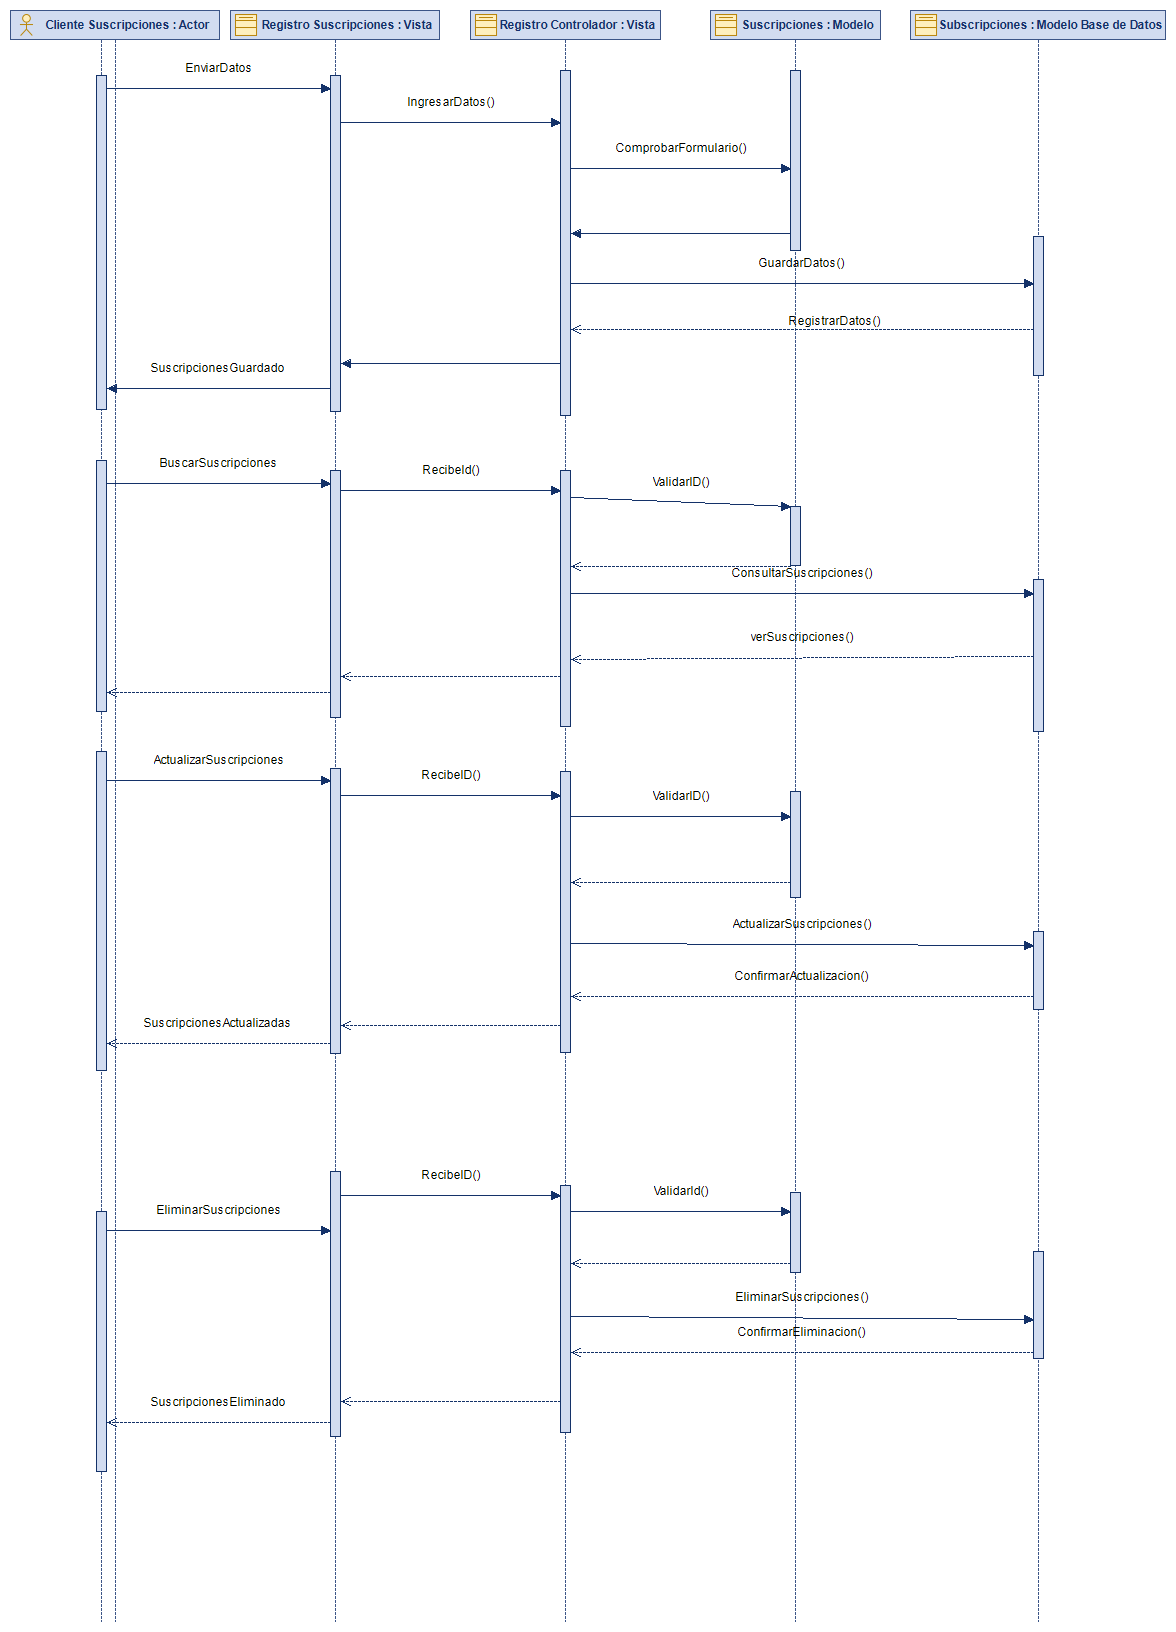 Cliente Suscripciones : Actor
Registro Suscripciones : Vista
Registro Controlador : Vista
Suscripciones : Modelo
Subscripciones : Modelo Base de Datos
EnviarDatos
IngresarDatos()
ComprobarFormulario()
GuardarDatos()
RegistrarDatos()
SuscripcionesGuardado
BuscarSuscripciones
RecibeId()
ValidarID()
ConsultarSuscripciones()
verSuscripciones()
ActualizarSuscripciones
RecibeID()
ValidarID()
ActualizarSuscripciones()
ConfirmarActualizacion()
SuscripcionesActualizadas
RecibeID()
ValidarId()
EliminarSuscripciones
EliminarSuscripciones()
ConfirmarEliminacion()
SuscripcionesEliminado